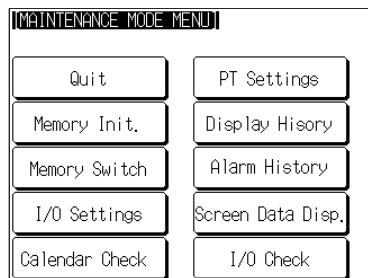 [MAINTENANCE MODE MENU]
Quit
PT Settings
Memory Init.
Display Hisory
Memory Switch
Alarm History
I/O Settings
Screen Data Disp.
Calendar Check
I/O Check